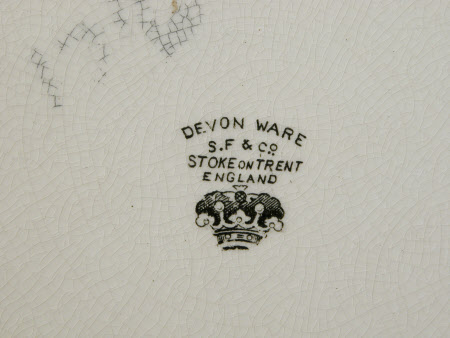 DEVON WARE
S.F & CO
STOKE ON TRENT
ENGLAND